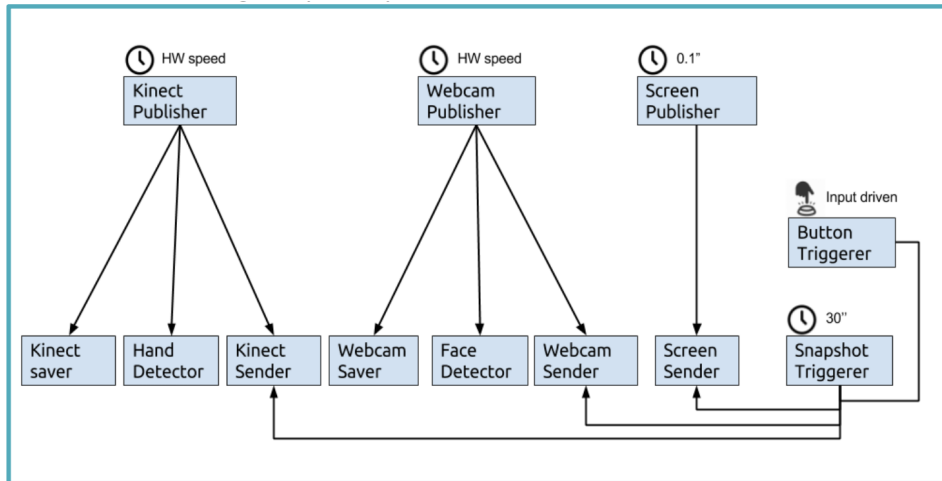 HW speed
Kinect
Publisher
HW speed
Webcam
Publisher
0.1"
Screen
Publisher
Input driven
Button
Triggerer
Kinect
saver
Hand
Detector
Kinect
Sender
Webcam
Saver
Face
Detector
Webcam
Sender
Screen
Sender
30''
Snapshot
Triggerer